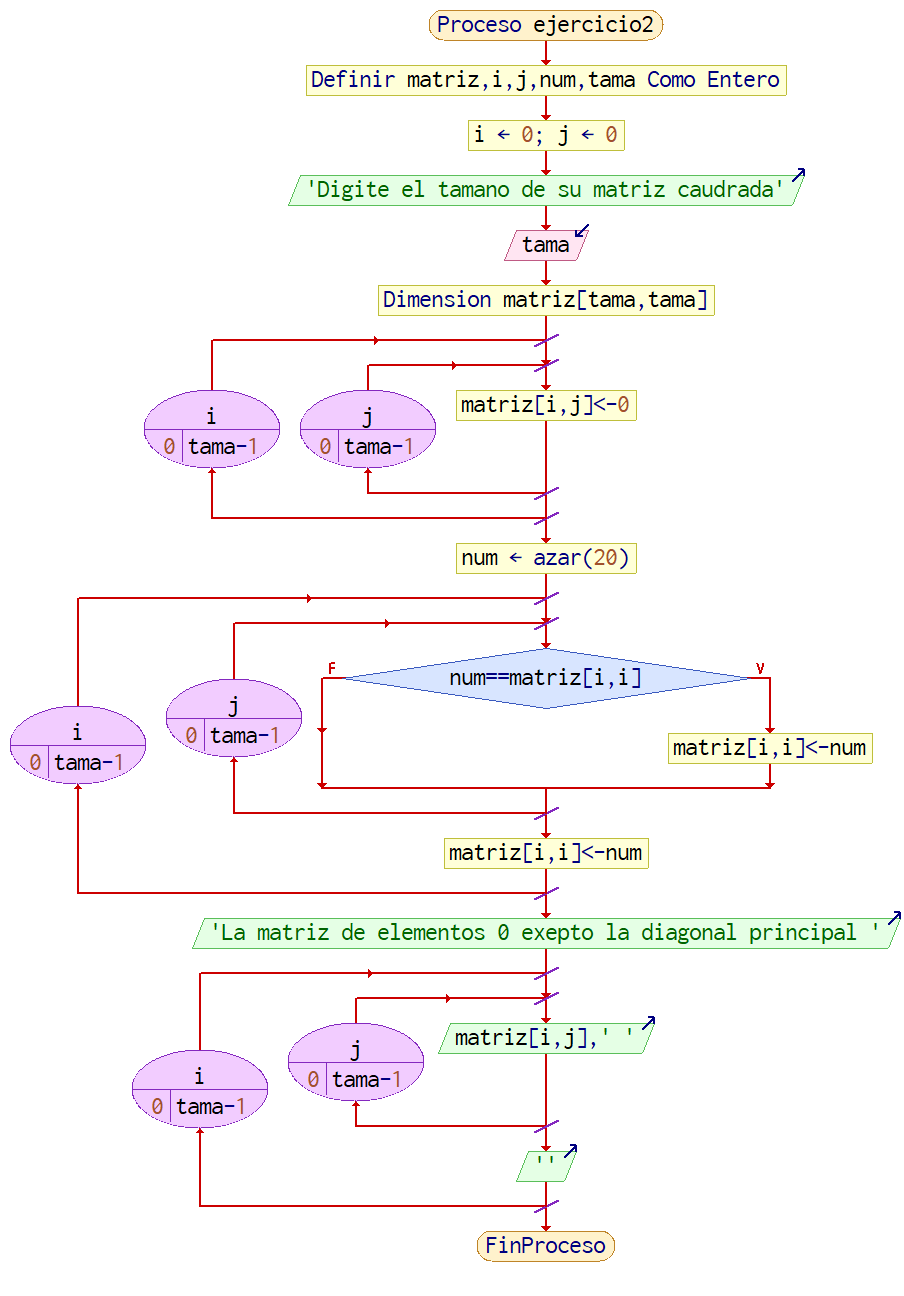 Proceso ejercicio2
Definir matriz,i,j,num,tama Como Entero
i ← 0; j ← 0
'Digite el tamano de su matriz caudrada'
tama
Dimension matriz[tama,tama]
i
0 tama-1
j
0 tama-1
matriz[i,j]<-0
num ← azar(20)
i
0 tama-1
j
0 tama-1
F
num==matriz[i,i]
V
matriz[i,i]<-num
matriz[i,i]<-num
'La matriz de elementos 0 exepto la diagonal principal '
i
0 tama-1
j
0 tama-1
matriz[i,j],' '
''
FinProceso